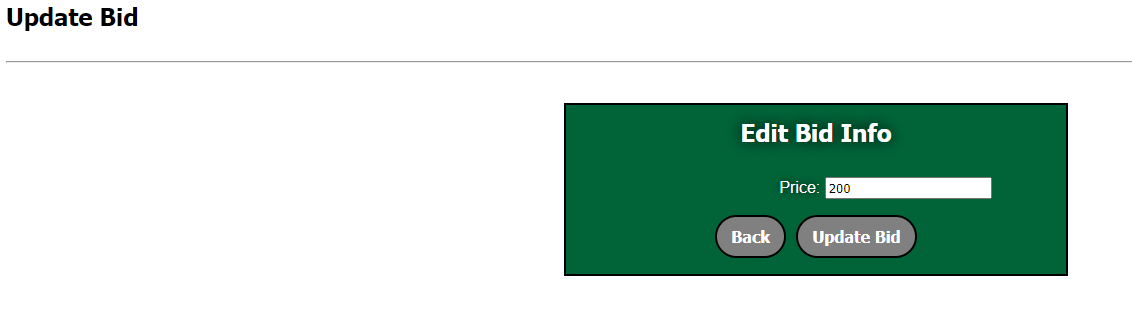 Update Bid
Edit Bid Info
Price: 200
Back Update Bid